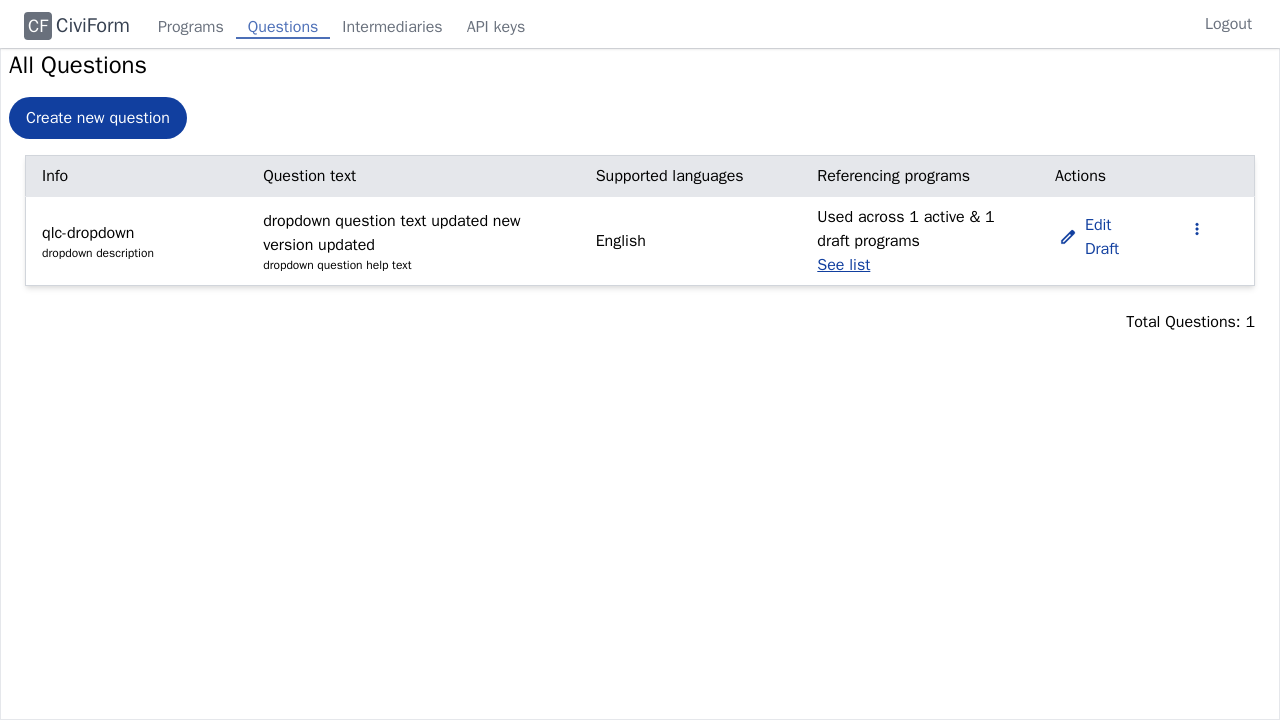 CF CiviForm Programs Questions Intermediaries API keys Logout
All Questions
Create new question
Info Question text Supported languages Referencing programs Actions
qlc-dropdown
dropdown description
dropdown question text updated new
version updated
dropdown question help text
English
Used across 1 active & 1
draft programs
See list
Edit
Draft
Total Questions: 1